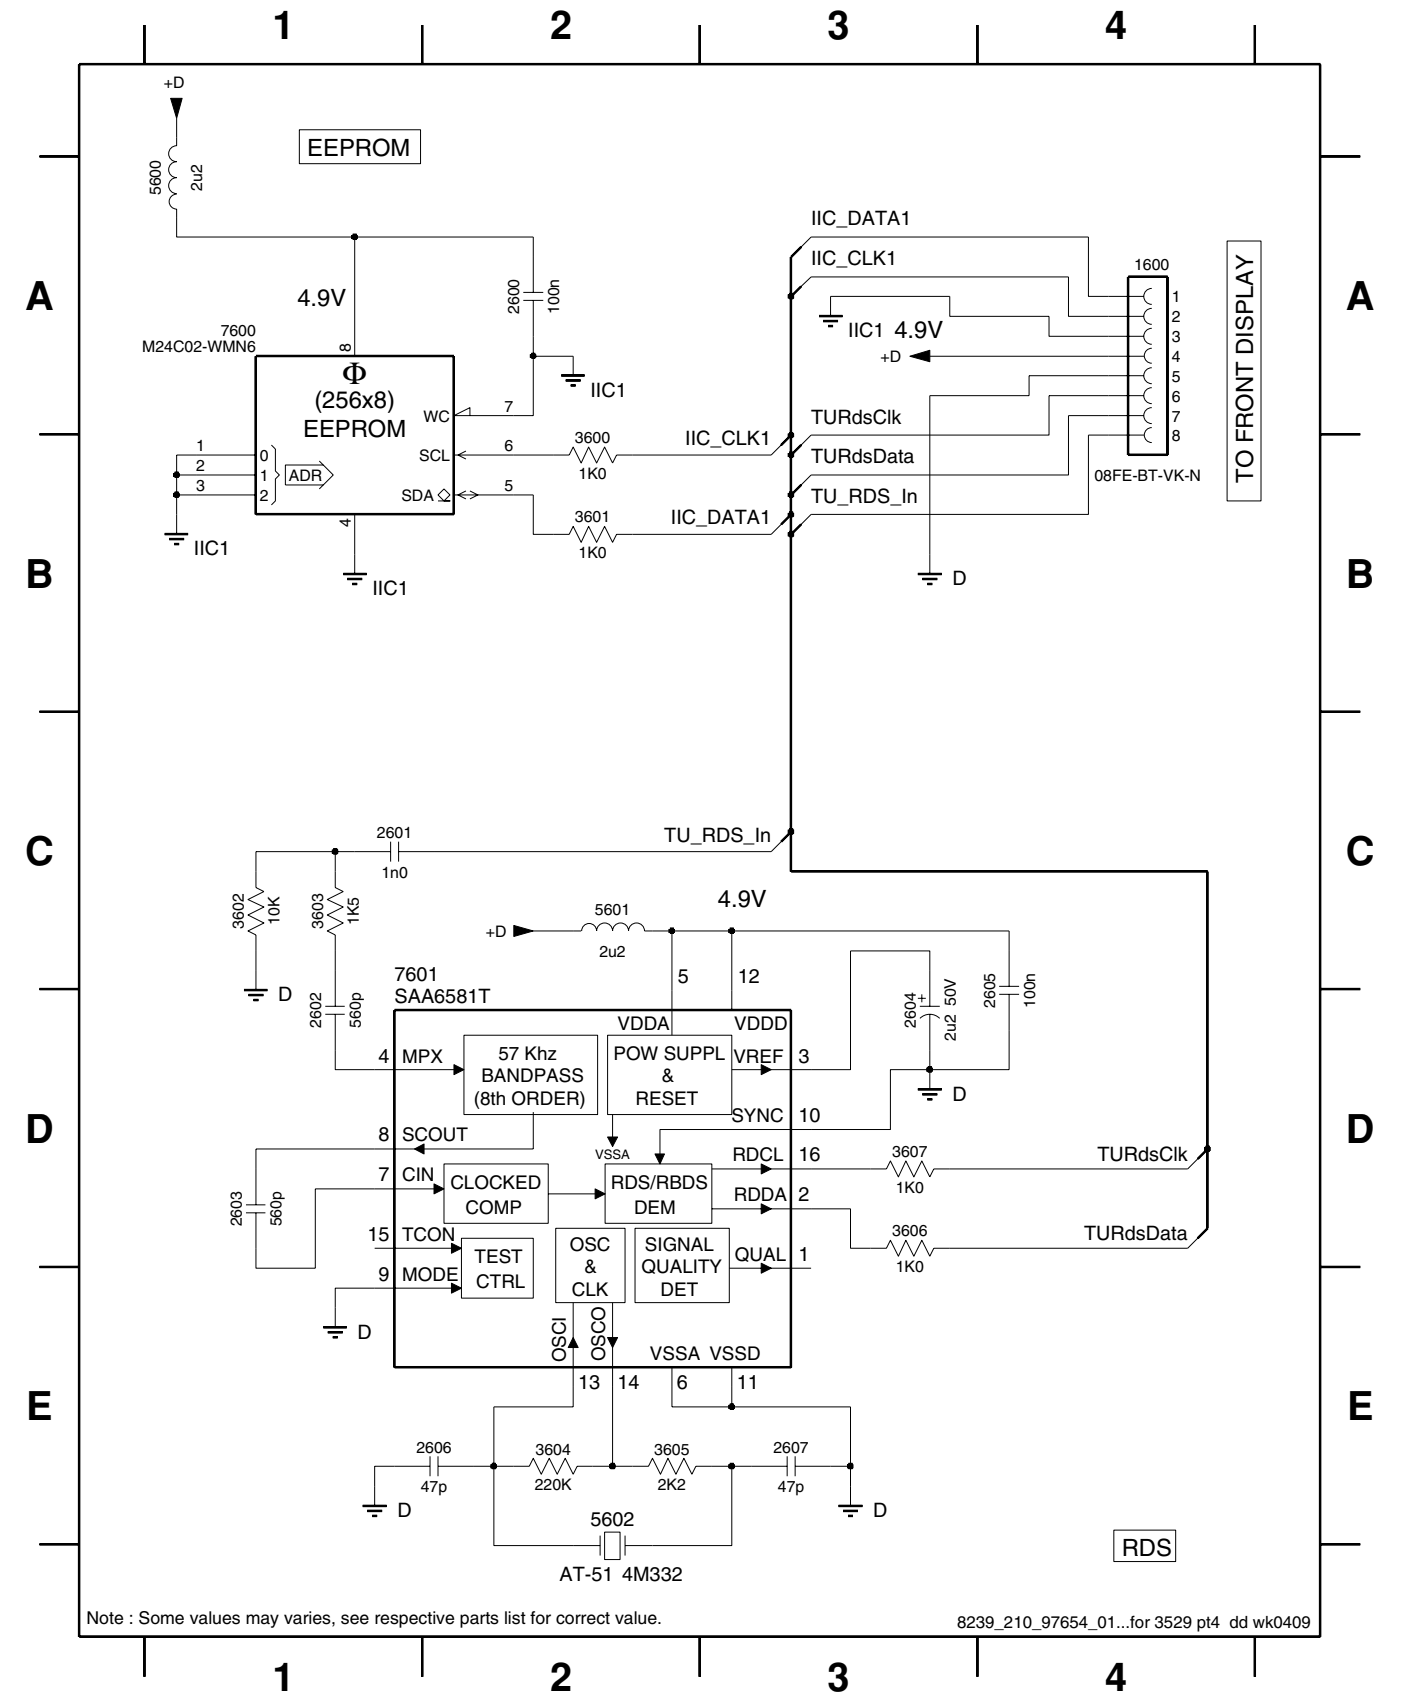 1 2 3 4
+D
EEPROM
5600
2u2
IIC_DATA1
IIC_CLK1
1600
A
A
4.9V
2600
100n
1
2
3
4
5
6
7
8
IIC1 4.9V
+D
TO FRONT DISPLAY
7600
M24C02-WMN6
8
Φ
(256x8)
EEPROM
IIC1
WC
7
TURdsClk
IIC_CLK1
3600
1K0
SCL
6
1
2
3
0
1
2
ADR
TURdsData
08FE-BT-VK-N
SDA
5
TU_RDS_In
IIC_DATA1
3601
1K0
4
IIC1
IIC1
B
D
B
C
2601
1n0
TU_RDS_In
C
3602
10K
3603
1K5
4.9V
5601
2u2
+D
5
12
D
7601
SAA6581T
2602
560p
2604
+
2u2 50V
2605
100n
VDDA
VDDD
4 MPX
57 Khz
BANDPASS
(8th ORDER)
POW SUPPL
&
RESET
VREF 3
D
D
SYNC 10
D
8 SCOUT
VSSA
RDCL 16
3607
1K0
TURdsClk
7 CIN
CLOCKED
COMP
RDS/RBDS
DEM
RDDA 2
2603
560p
3606
1K0
TURdsData
15 TCON
TEST
CTRL
OSC
&
CLK
SIGNAL
QUALITY
DET
QUAL 1
9 MODE
D
OSCI
OSCO
VSSA VSSD
13 14 6 11
E
E
2606
47p
3604
220K
3605
2K2
2607
47p
D
D
5602
AT-51 4M332
RDS
Note : Some values may varies, see respective parts list for correct value.
8239_210_97654_01...for 3529 pt4 dd wk0409
1 2 3 4